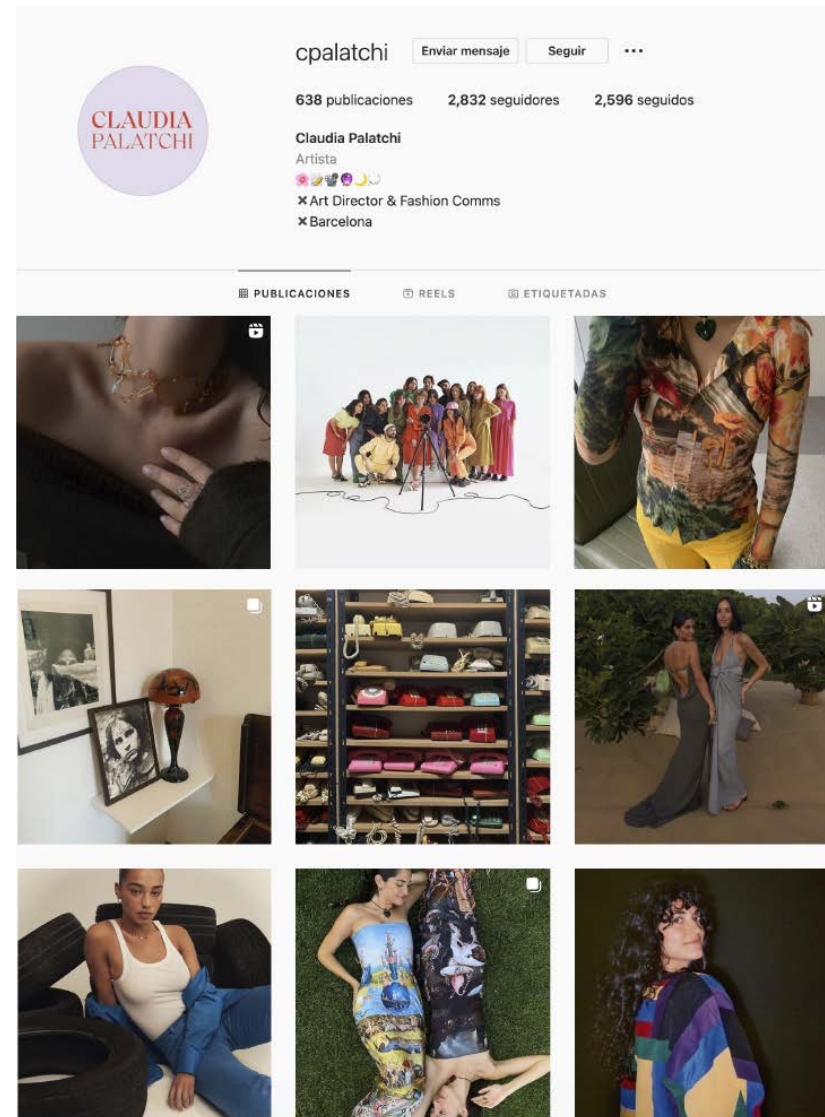 cpalatchi Enviar mensaje Seguir ...
638 publicaciones 2,832 seguidores 2,596 seguidos
CLAUDIA
PALATCHI
Claudia Palatchi
Artista
🌸🪬📽🔮🌙
×Art Director & Fashion Comms
×Barcelona
PUBLICACIONES REELS ETIQUETADAS